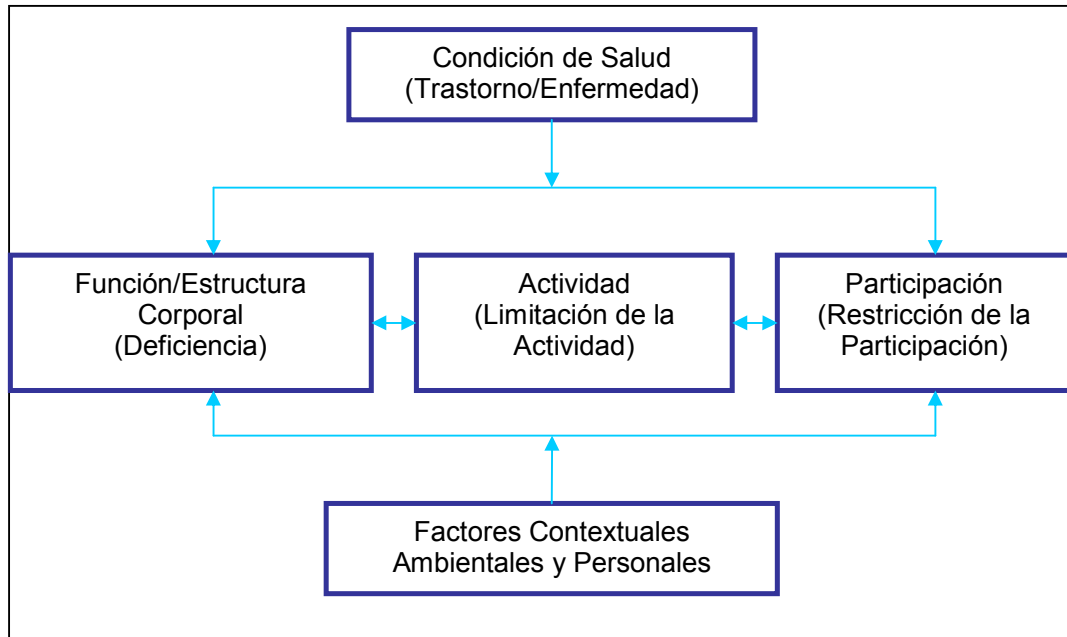 Condición de Salud
(Trastorno/Enfermedad)
Función/Estructura
Corporal
(Deficiencia)
Actividad
(Limitación de la
Actividad)
Participación
(Restricción de la
Participación)
Factores Contextuales
Ambientales y Personales